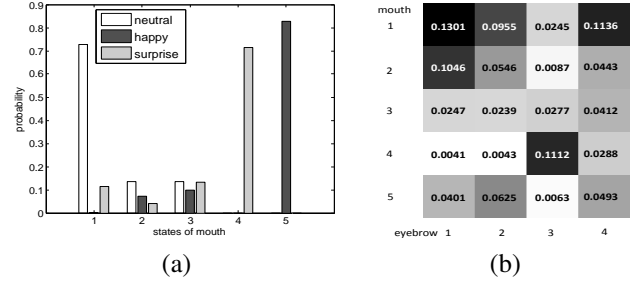 0.9
0.8
0.7
0.6
0.5
0.4
0.3
0.2
0.1
0
probability
neutral
happy
surprise
1 2 3 4 5
states of mouth
(a)
mouth
1 0.1301 0.0955 0.0245 0.1136
2 0.1046 0.0546 0.0087 0.0443
3 0.0247 0.0239 0.0277 0.0412
4 0.0041 0.0043 0.1112 0.0288
5 0.0401 0.0625 0.0063 0.0493
eyebrow 1 2 3 4
(b)